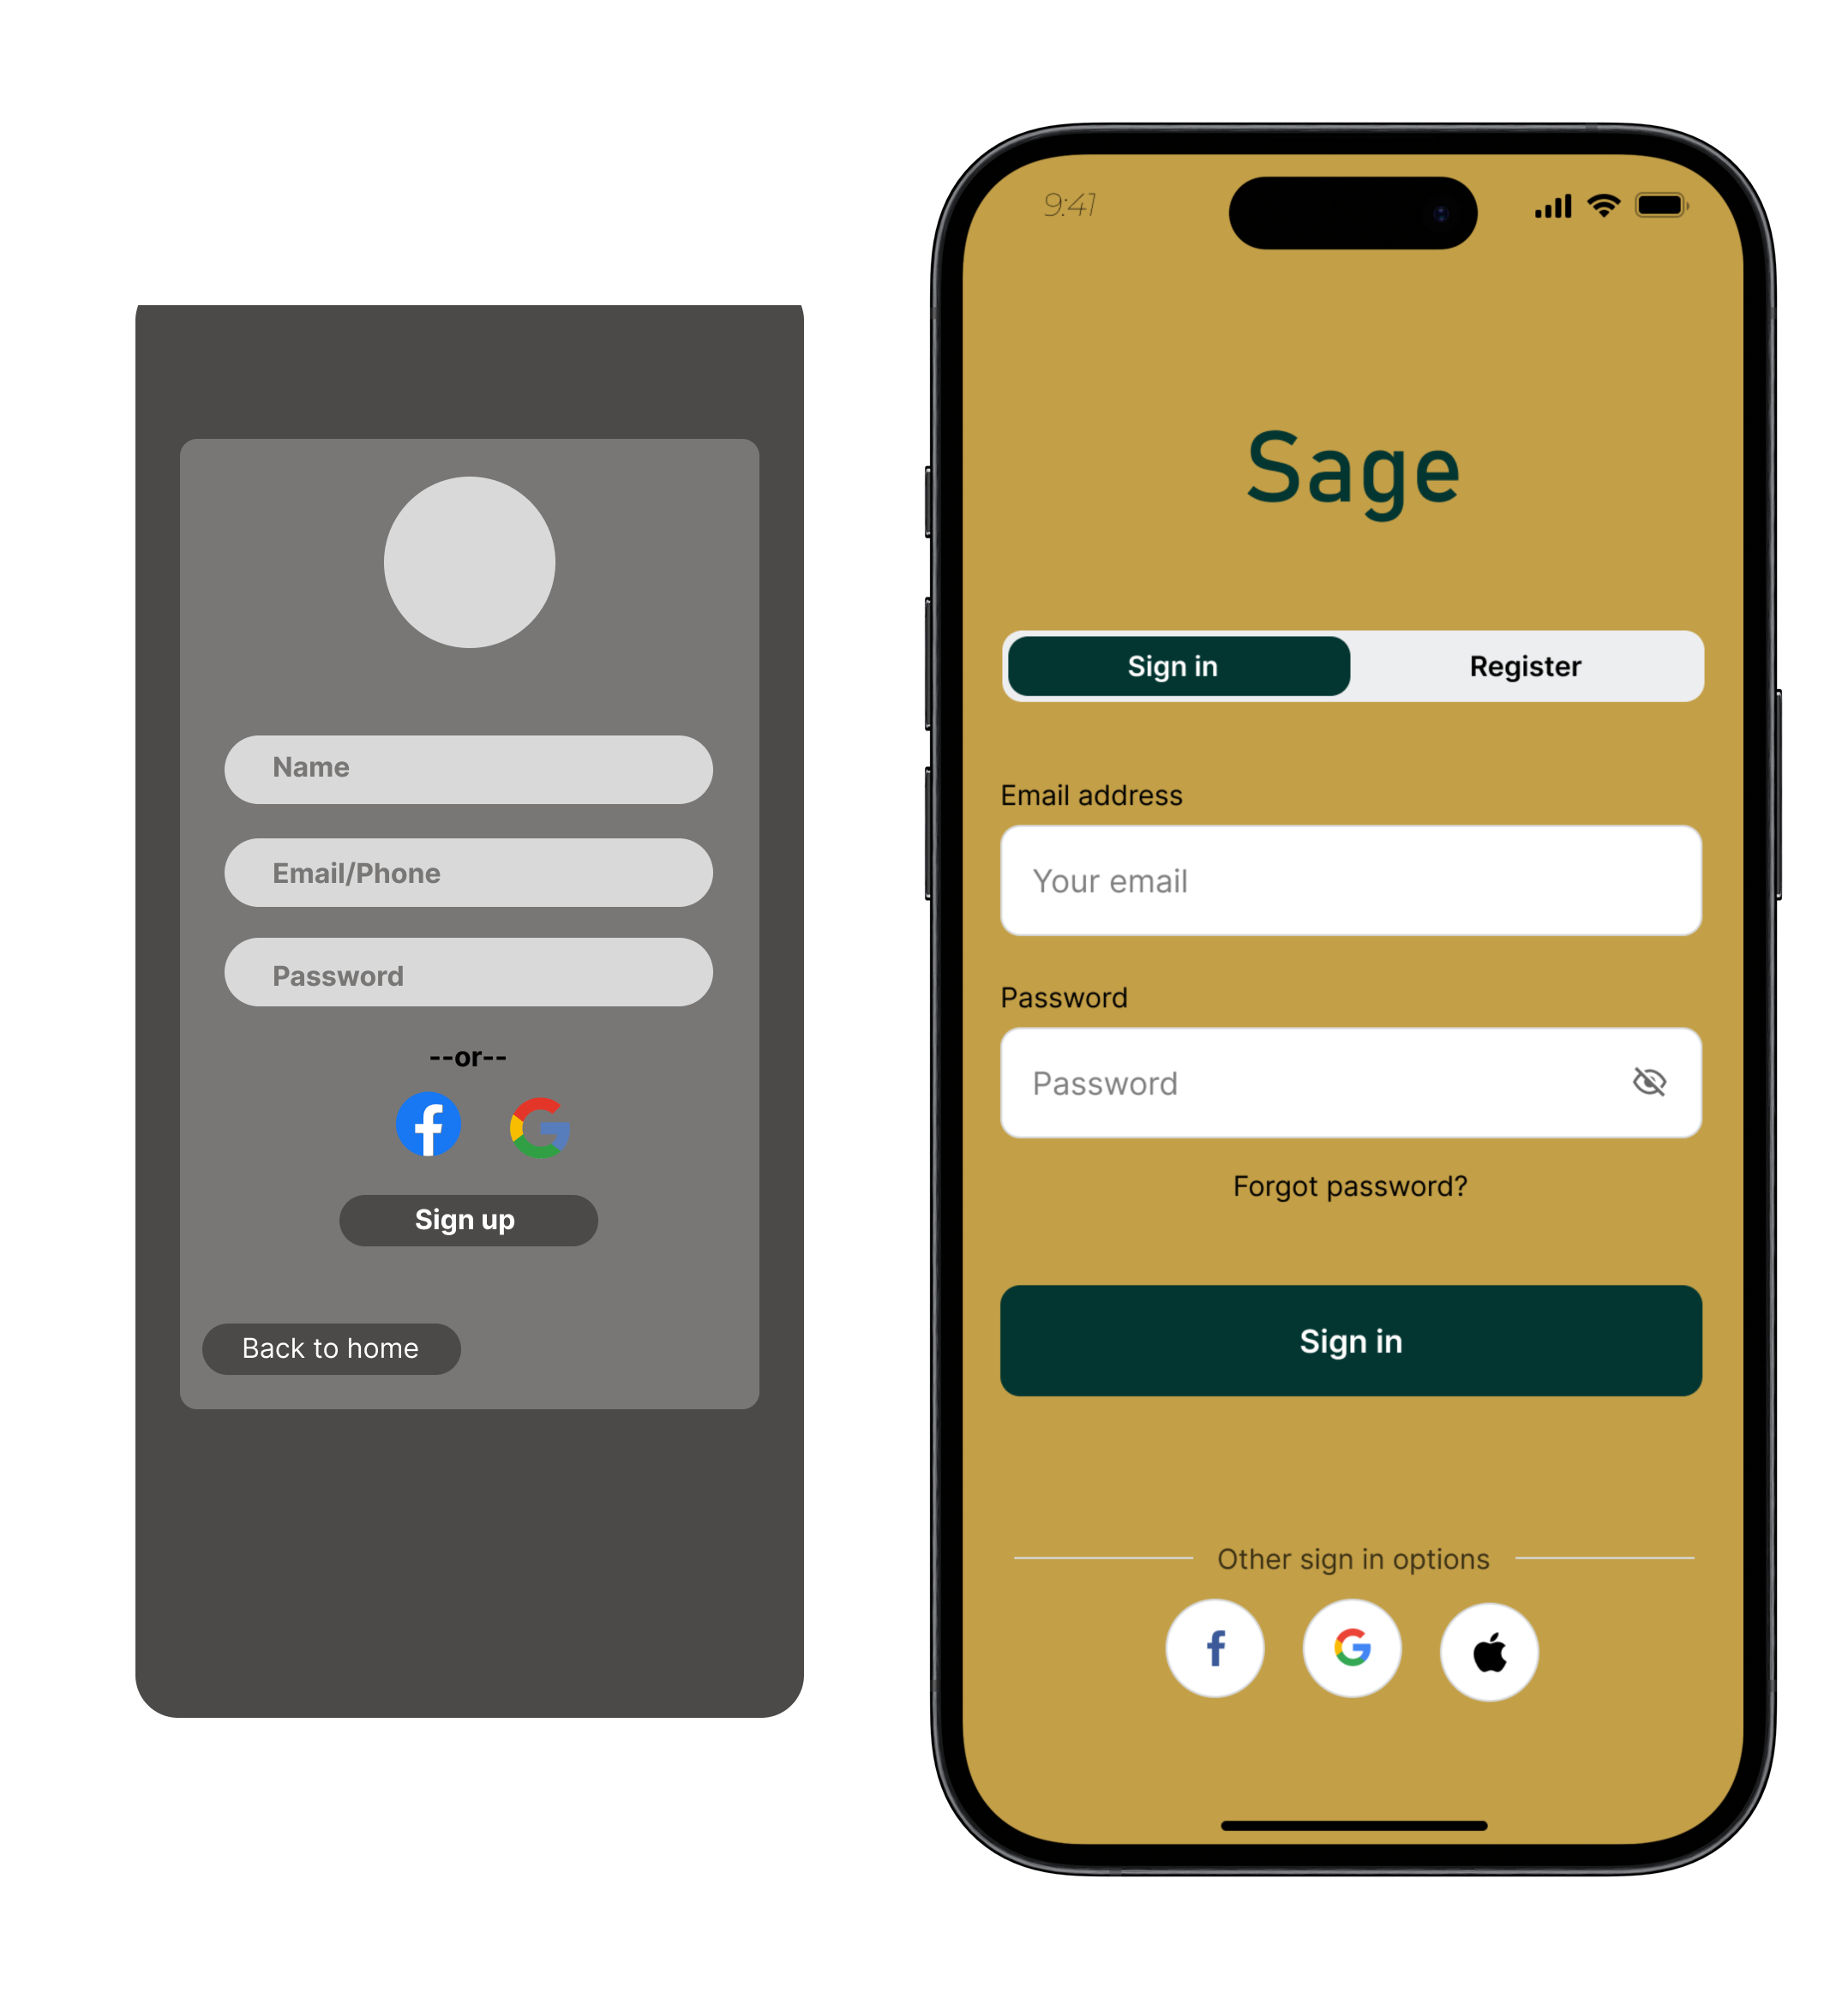 Name
Email/Phone
Password
--or--
Sign up
Back to home
9:41
Sage
Sign in Register
Email address
Your email
Password
Password
Forgot password?
Sign in
Other sign in options